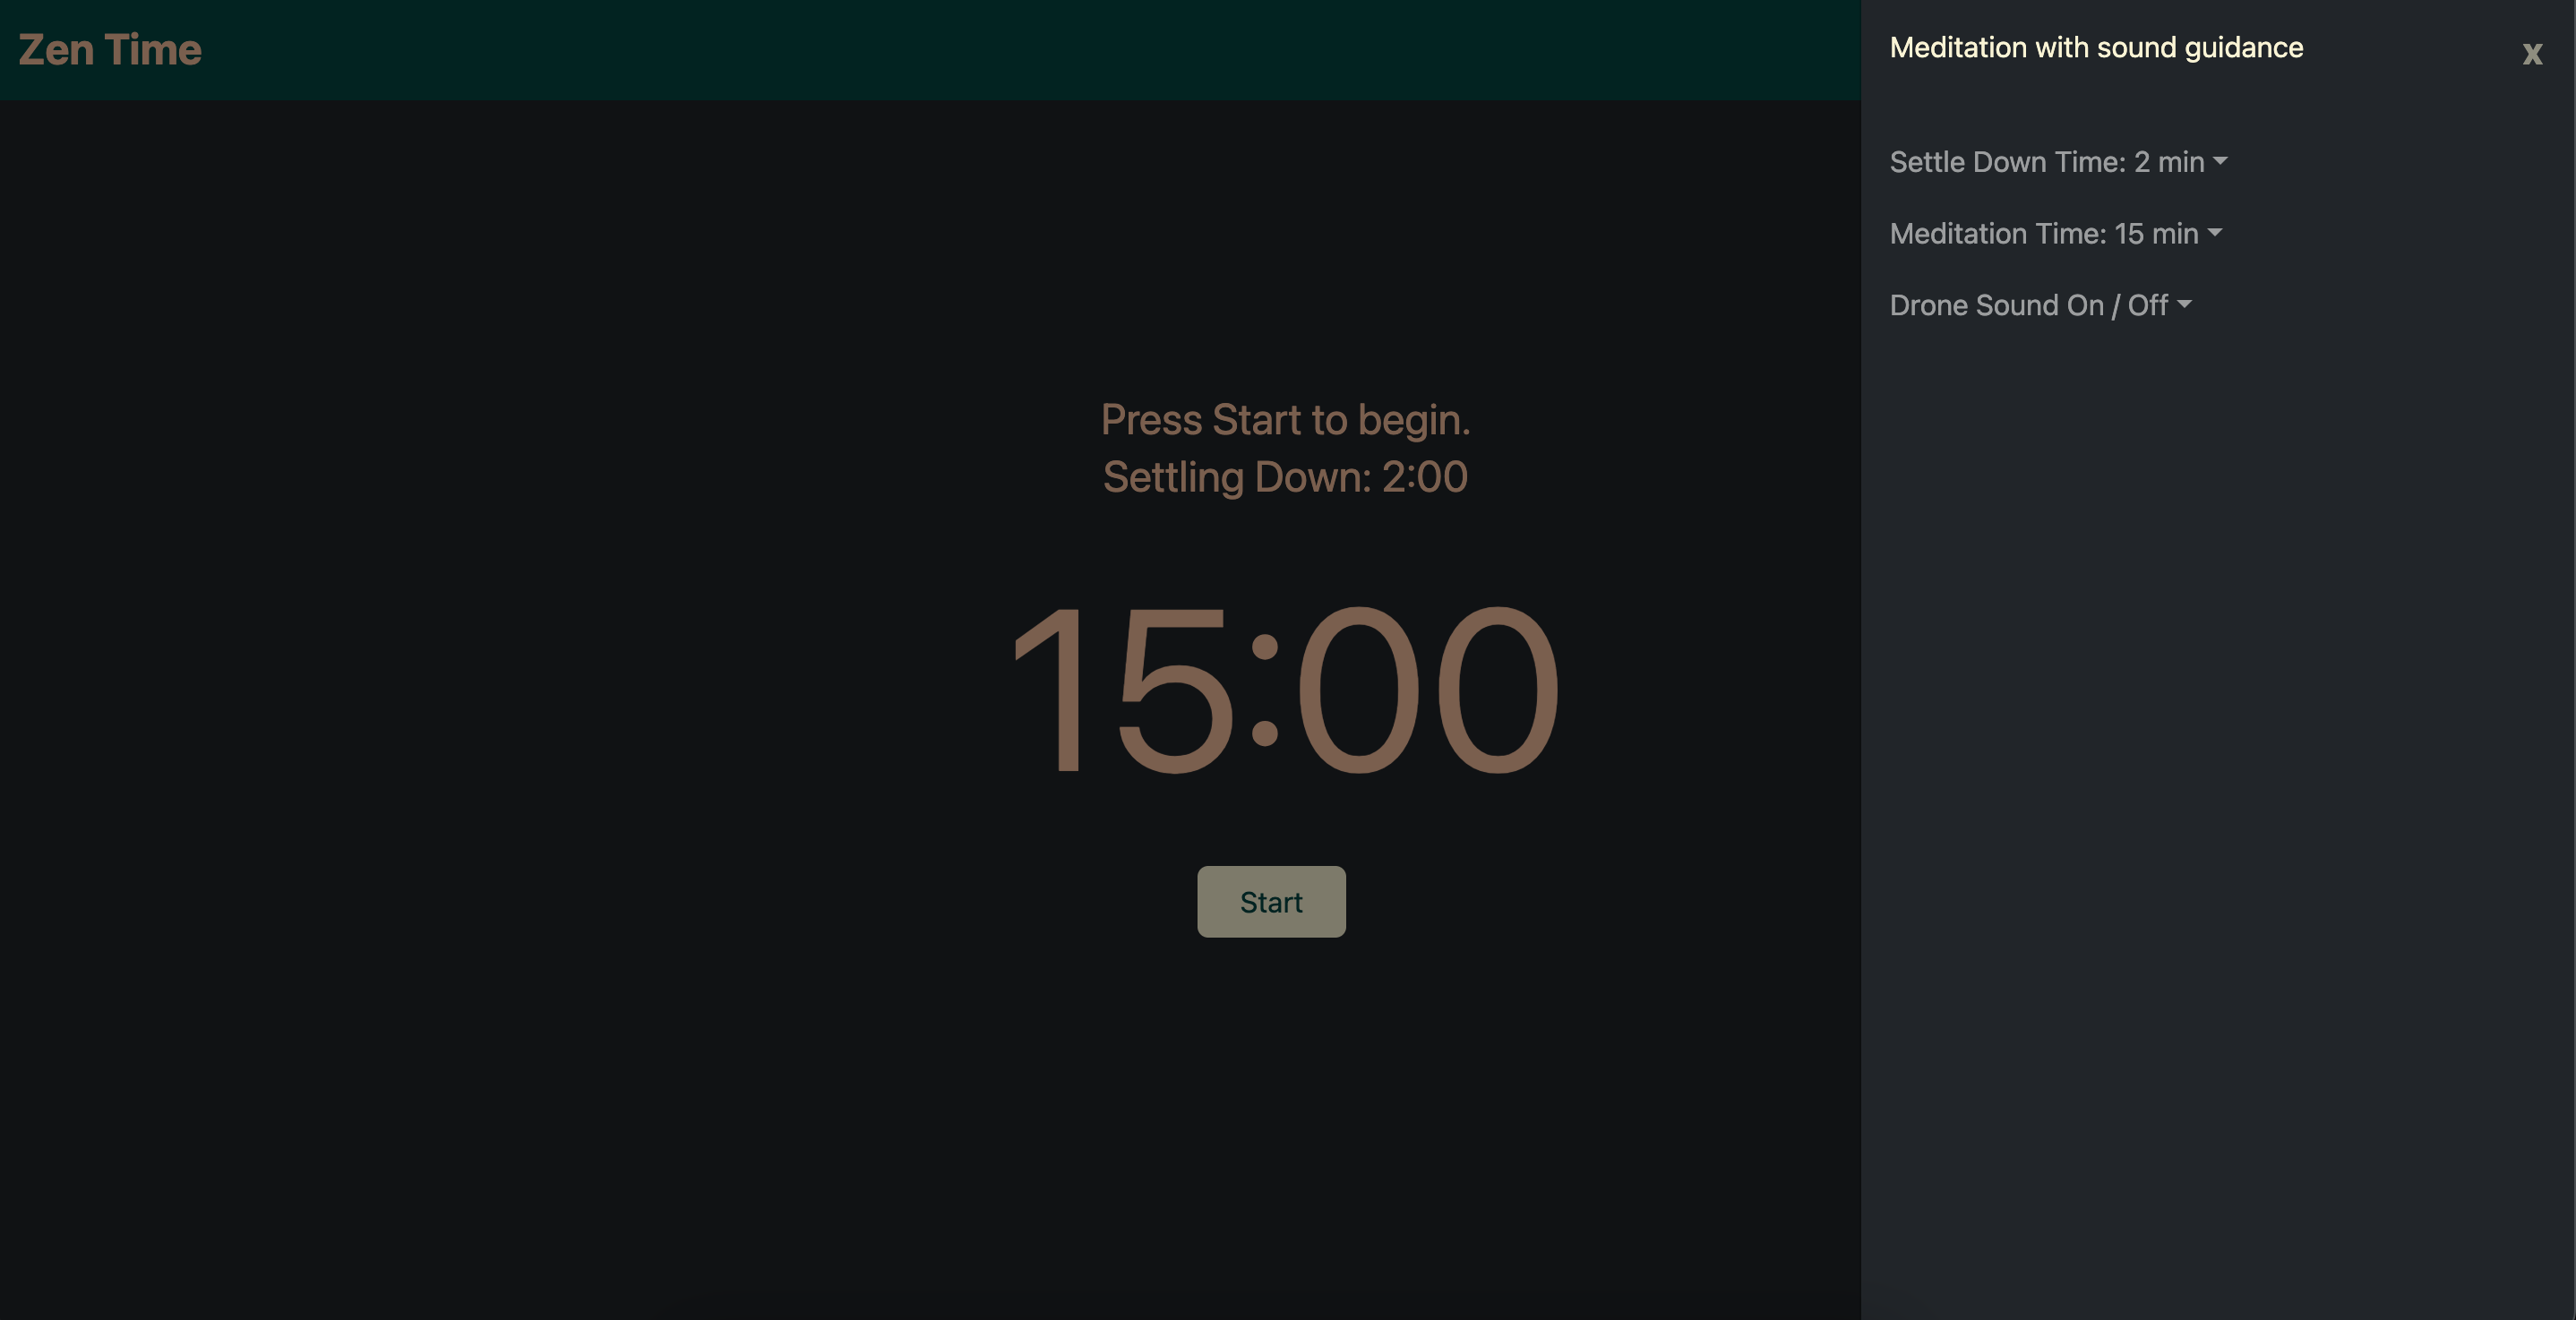 Zen Time
Meditation with sound guidance
x
Settle Down Time: 2 min
Meditation Time: 15 min
Drone Sound On / Off
Press Start to begin.
Settling Down: 2:00
15:00
Start